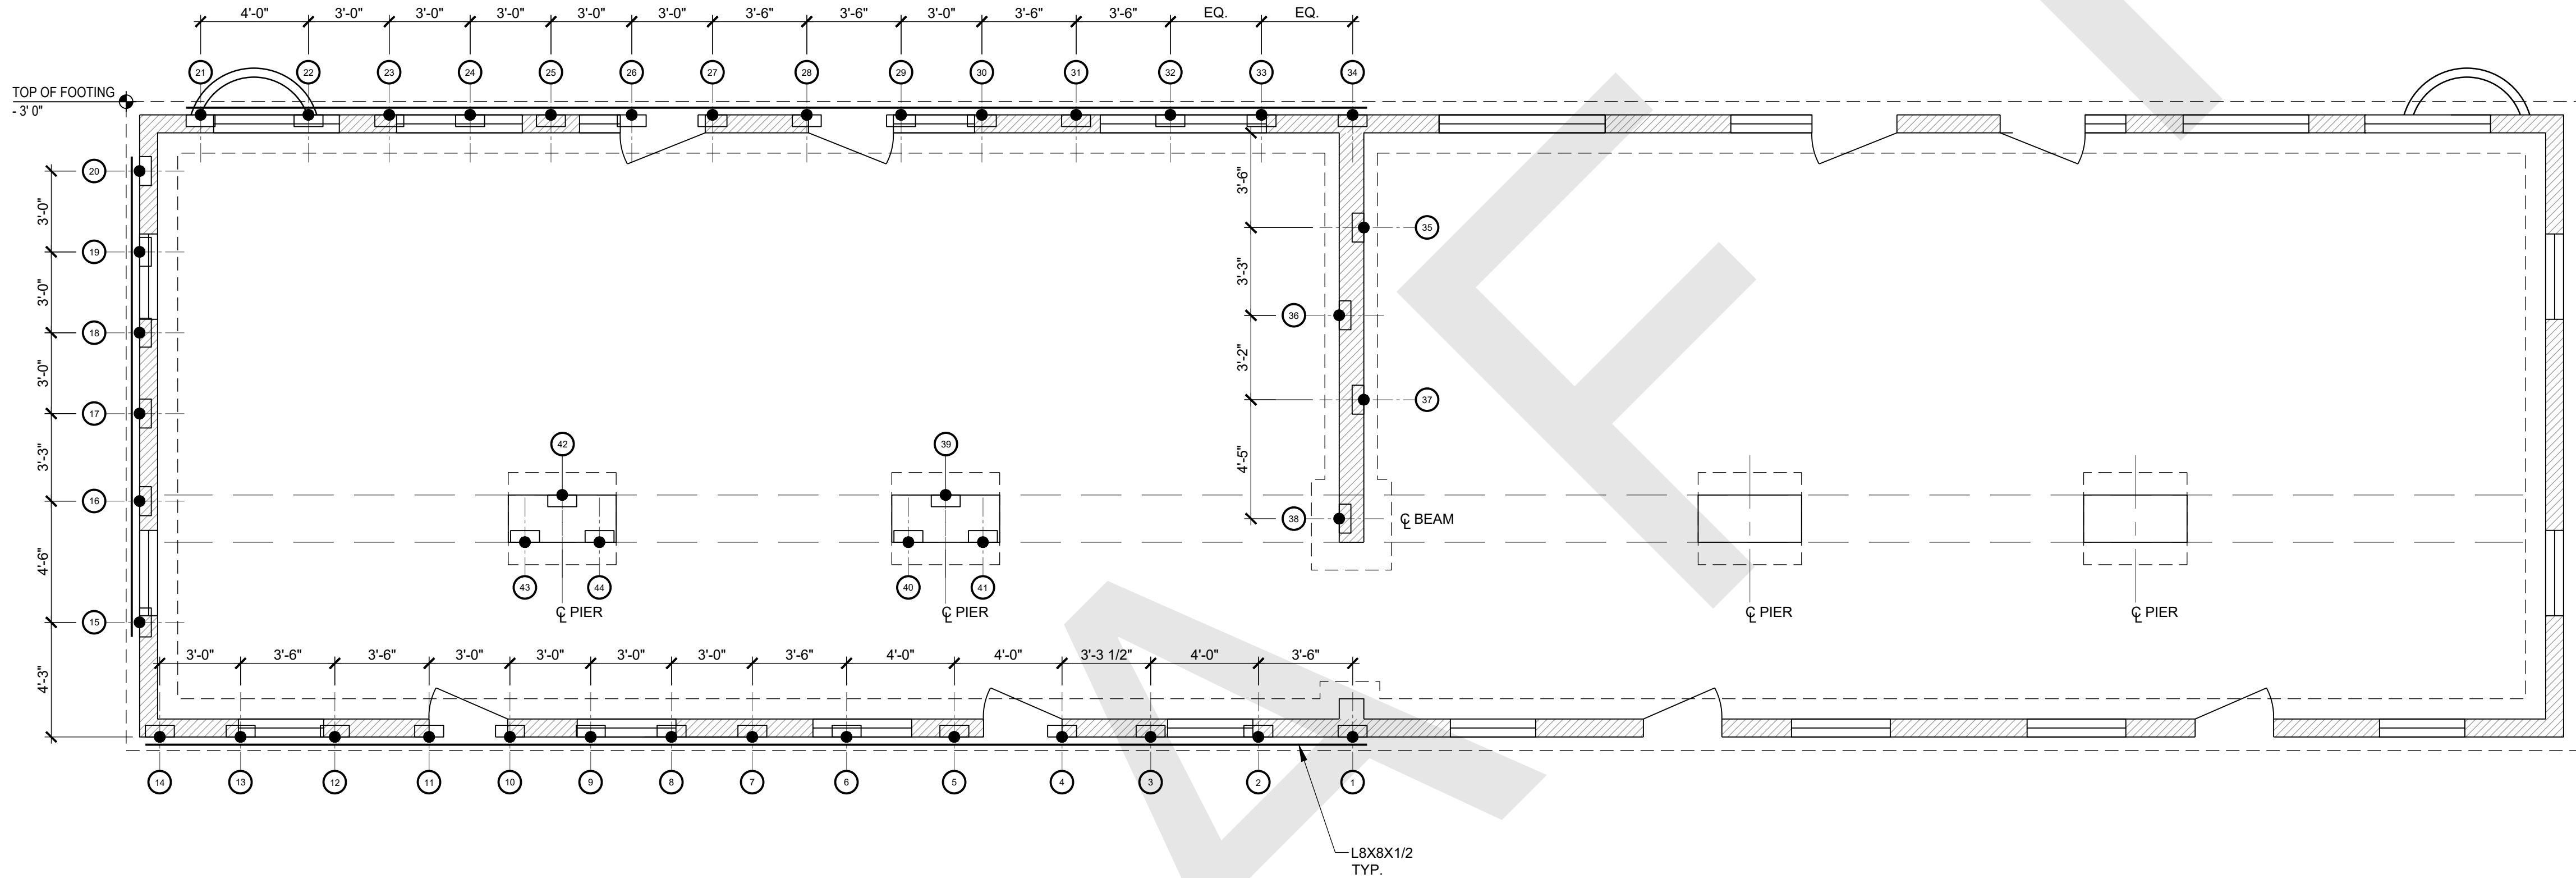 4'-0" 3'-0" 3'-0" 3'-0" 3'-0" 3'-0" 3'-6" 3'-6" 3'-0" 3'-6" 3'-6" EQ. EQ.
21 22 23 24 25 26 27 28 29 30 31 32 33 34
TOP OF FOOTING
- 3' 0"
20
3'-0"
19
3'-0"
18
3'-0"
17
3'-3"
16
4'-6"
15
4'-3"
3'-6"
35
3'-3"
36
3'-2"
37
4'-5"
38
℄ BEAM
42
43 44
℄ PIER
39
40 41
℄ PIER
℄ PIER
℄ PIER
3'-0" 3'-6" 3'-6" 3'-0" 3'-0" 3'-0" 3'-0" 3'-6" 4'-0" 4'-0" 3'-3 1/2" 4'-0" 3'-6"
14 13 12 11 10 9 8 7 6 5 4 3 2 1
L8X8X1/2
TYP.